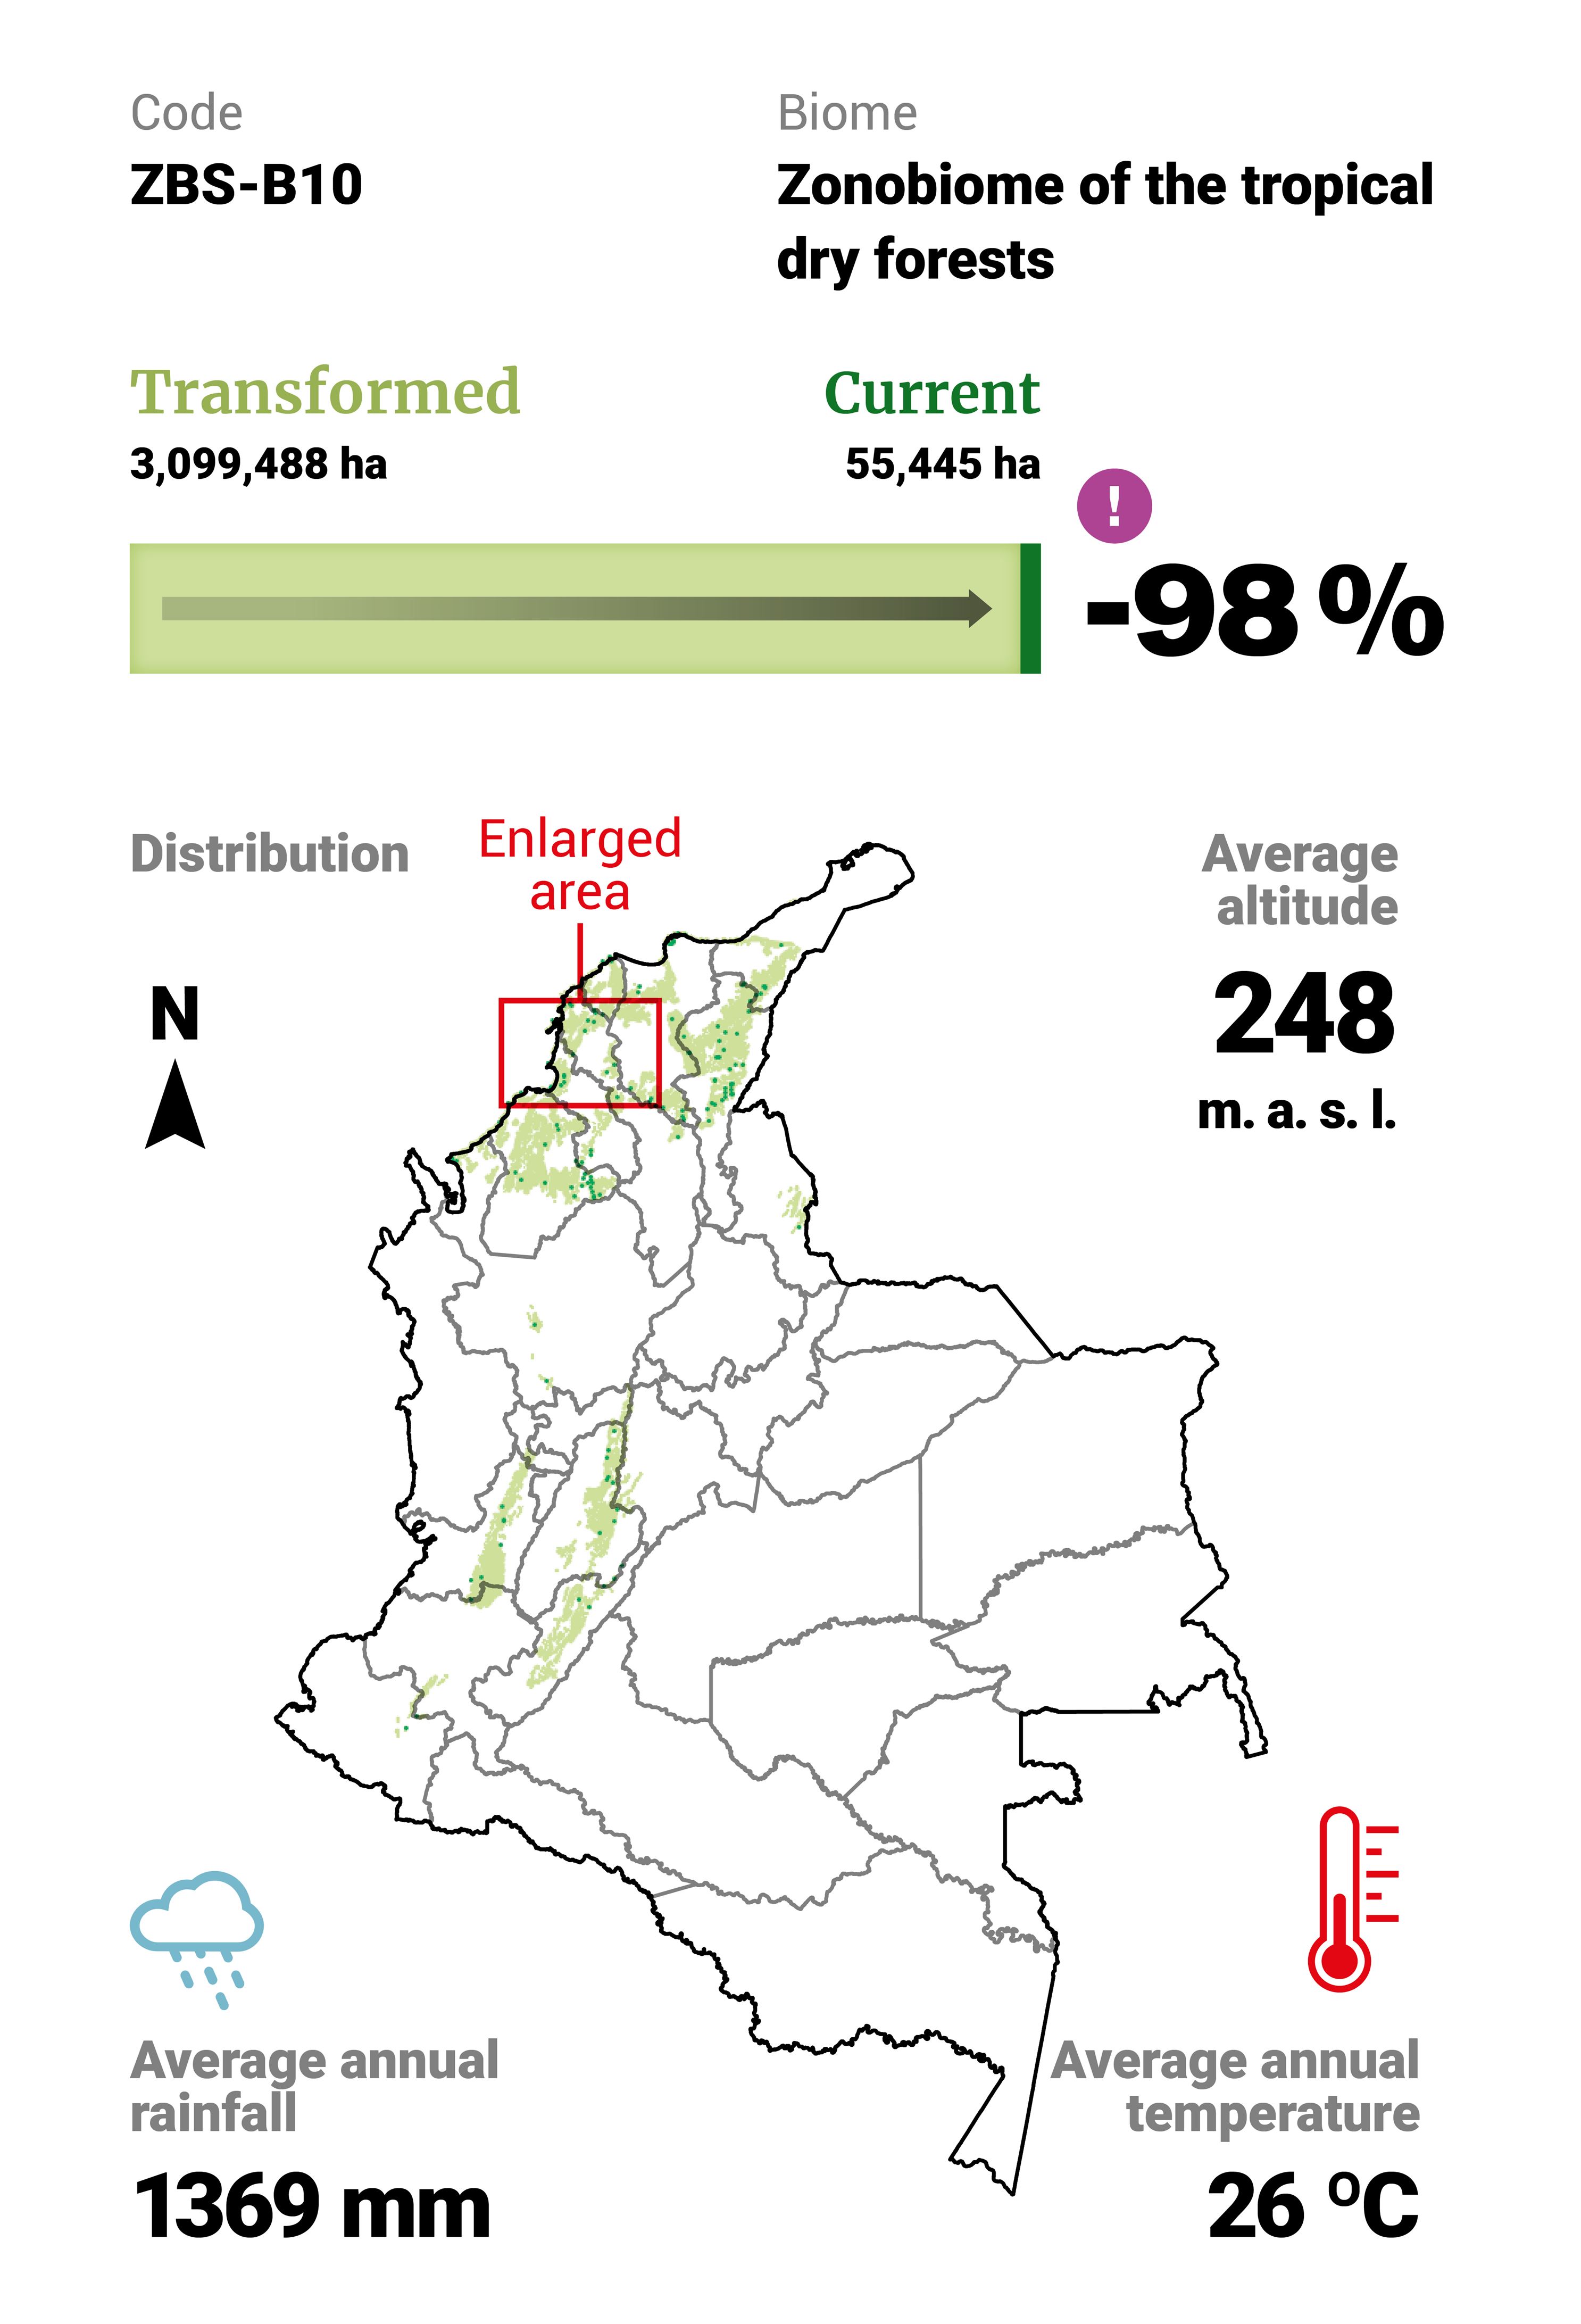 Code
ZBS-B10
Biome
Zonobiome of the tropical
dry forests
Transformed
3,099,488 ha
Current
55,445 ha
!
-98 %
Distribution
Enlarged
area
Average
altitude
248
m. a. s. l.
N
Average annual
rainfall
1369 mm
Average annual
temperature
26 ºC